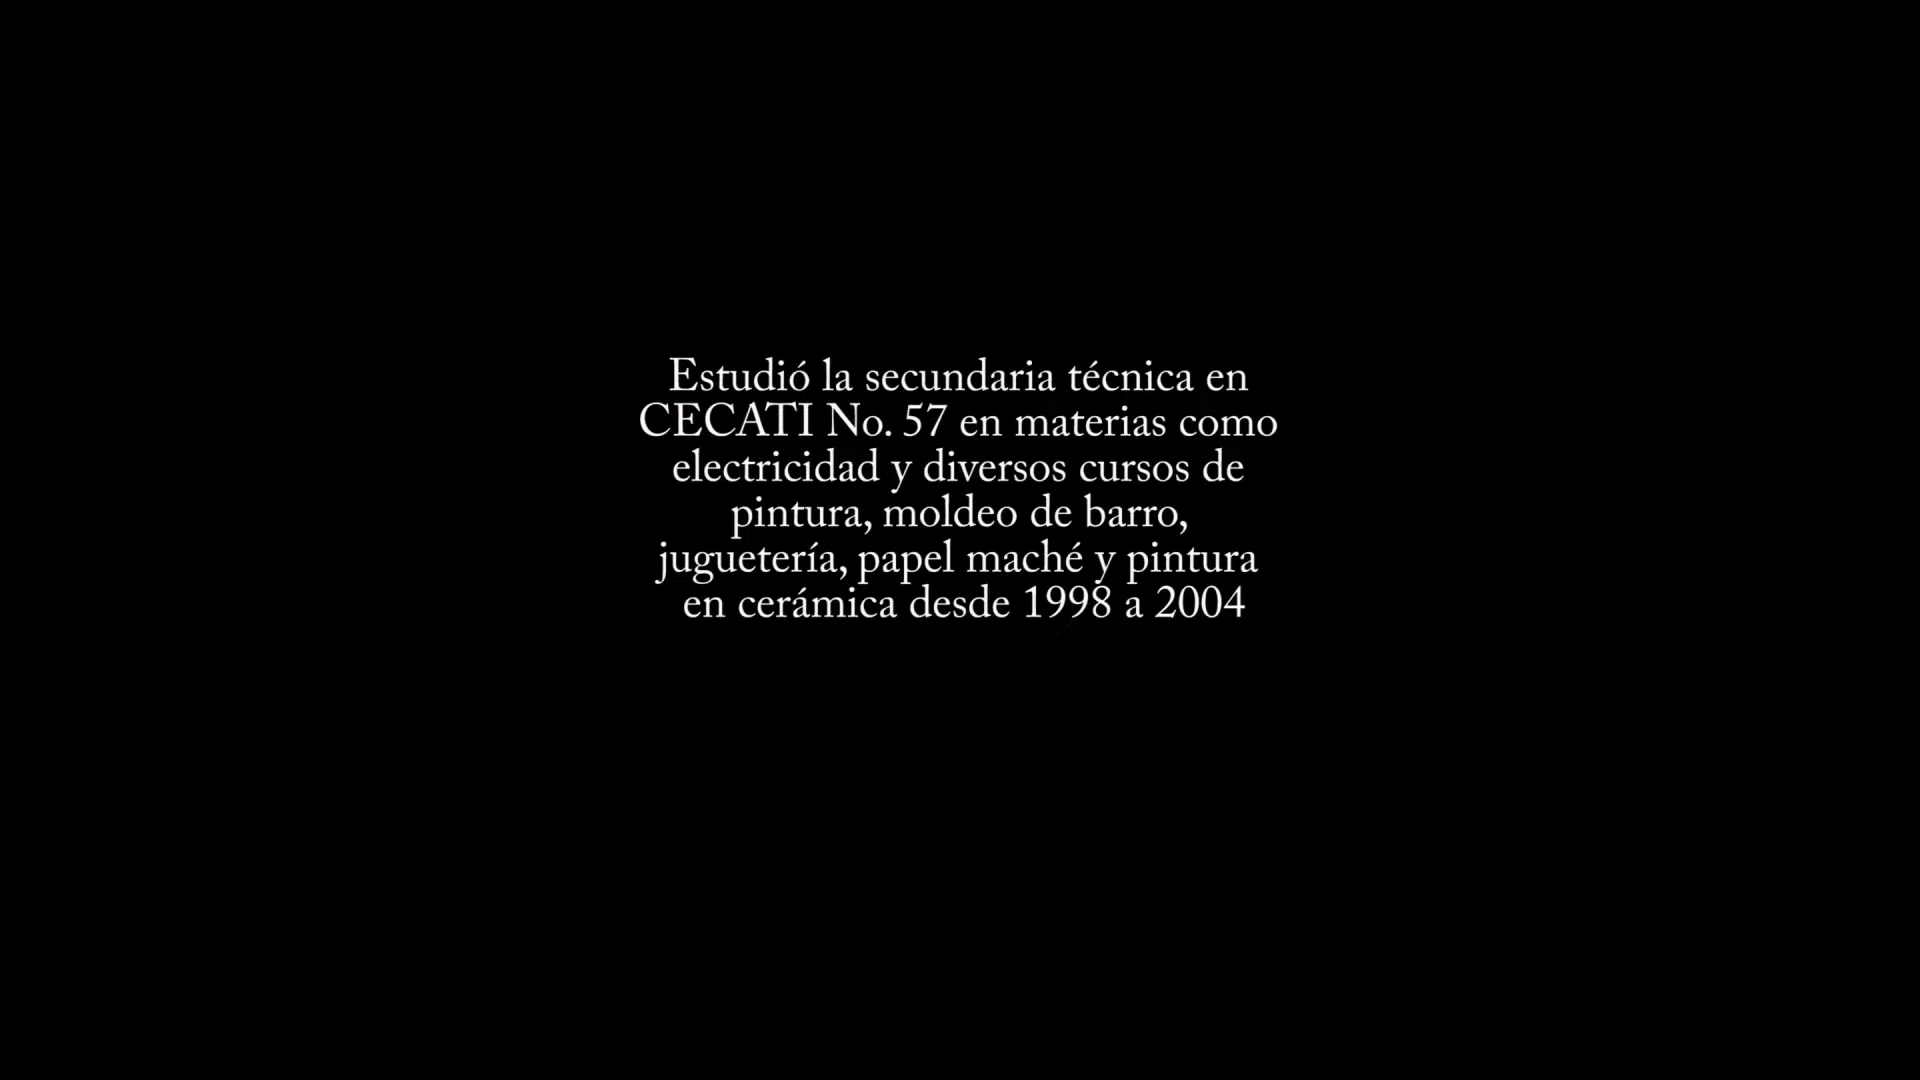 Estudió la secundaria técnica en
CECATI No. 57 en materias como
electricidad y diversos cursos de
pintura, moldeo de barro,
juguetería, papel maché y pintura
en cerámica desde 1998 a 2004